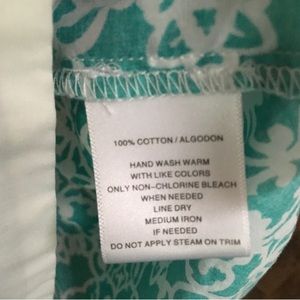 100% COTTON / ALGODON
HAND WASH WARM
WITH LIKE COLORS
ONLY NON-CHLORINE BLEACH
WHEN NEEDED
LINE DRY
MEDIUM IRON
IF NEEDED
DO NOT APPLY STEAM ON TRIM